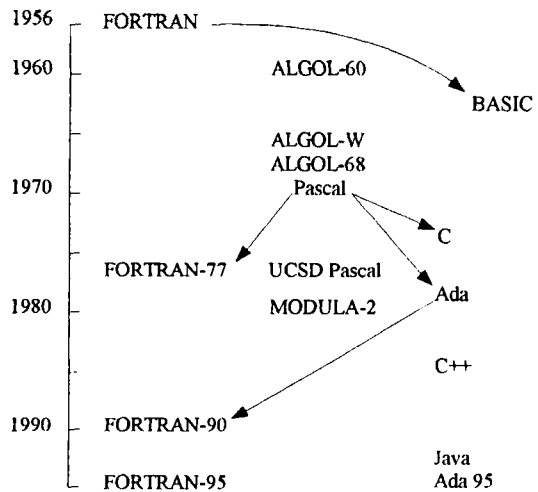 1956 FORTRAN
1960 ALGOL-60
BASIC
ALGOL-W
ALGOL-68
1970 Pascal
C
FORTRAN-77 UCSD Pascal
Ada
1980 MODULA-2
C++
1990 FORTRAN-90
Java
FORTRAN-95 Ada 95